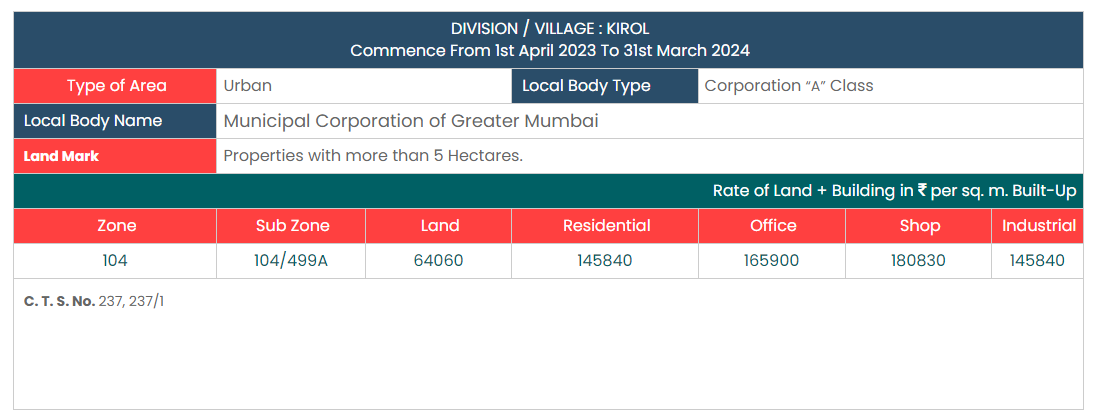 DIVISION / VILLAGE : KIROL
Commence From 1st April 2023 To 31st March 2024
Type of Area Urban Local Body Type Corporation “A” Class
Local Body Name Municipal Corporation of Greater Mumbai
Land Mark Properties with more than 5 Hectares.
Rate of Land + Building in ₹ per sq. m. Built-Up
Zone Sub Zone Land Residential Office Shop Industrial
104 104/499A 64060 145840 165900 180830 145840
C. T. S. No. 237, 237/1